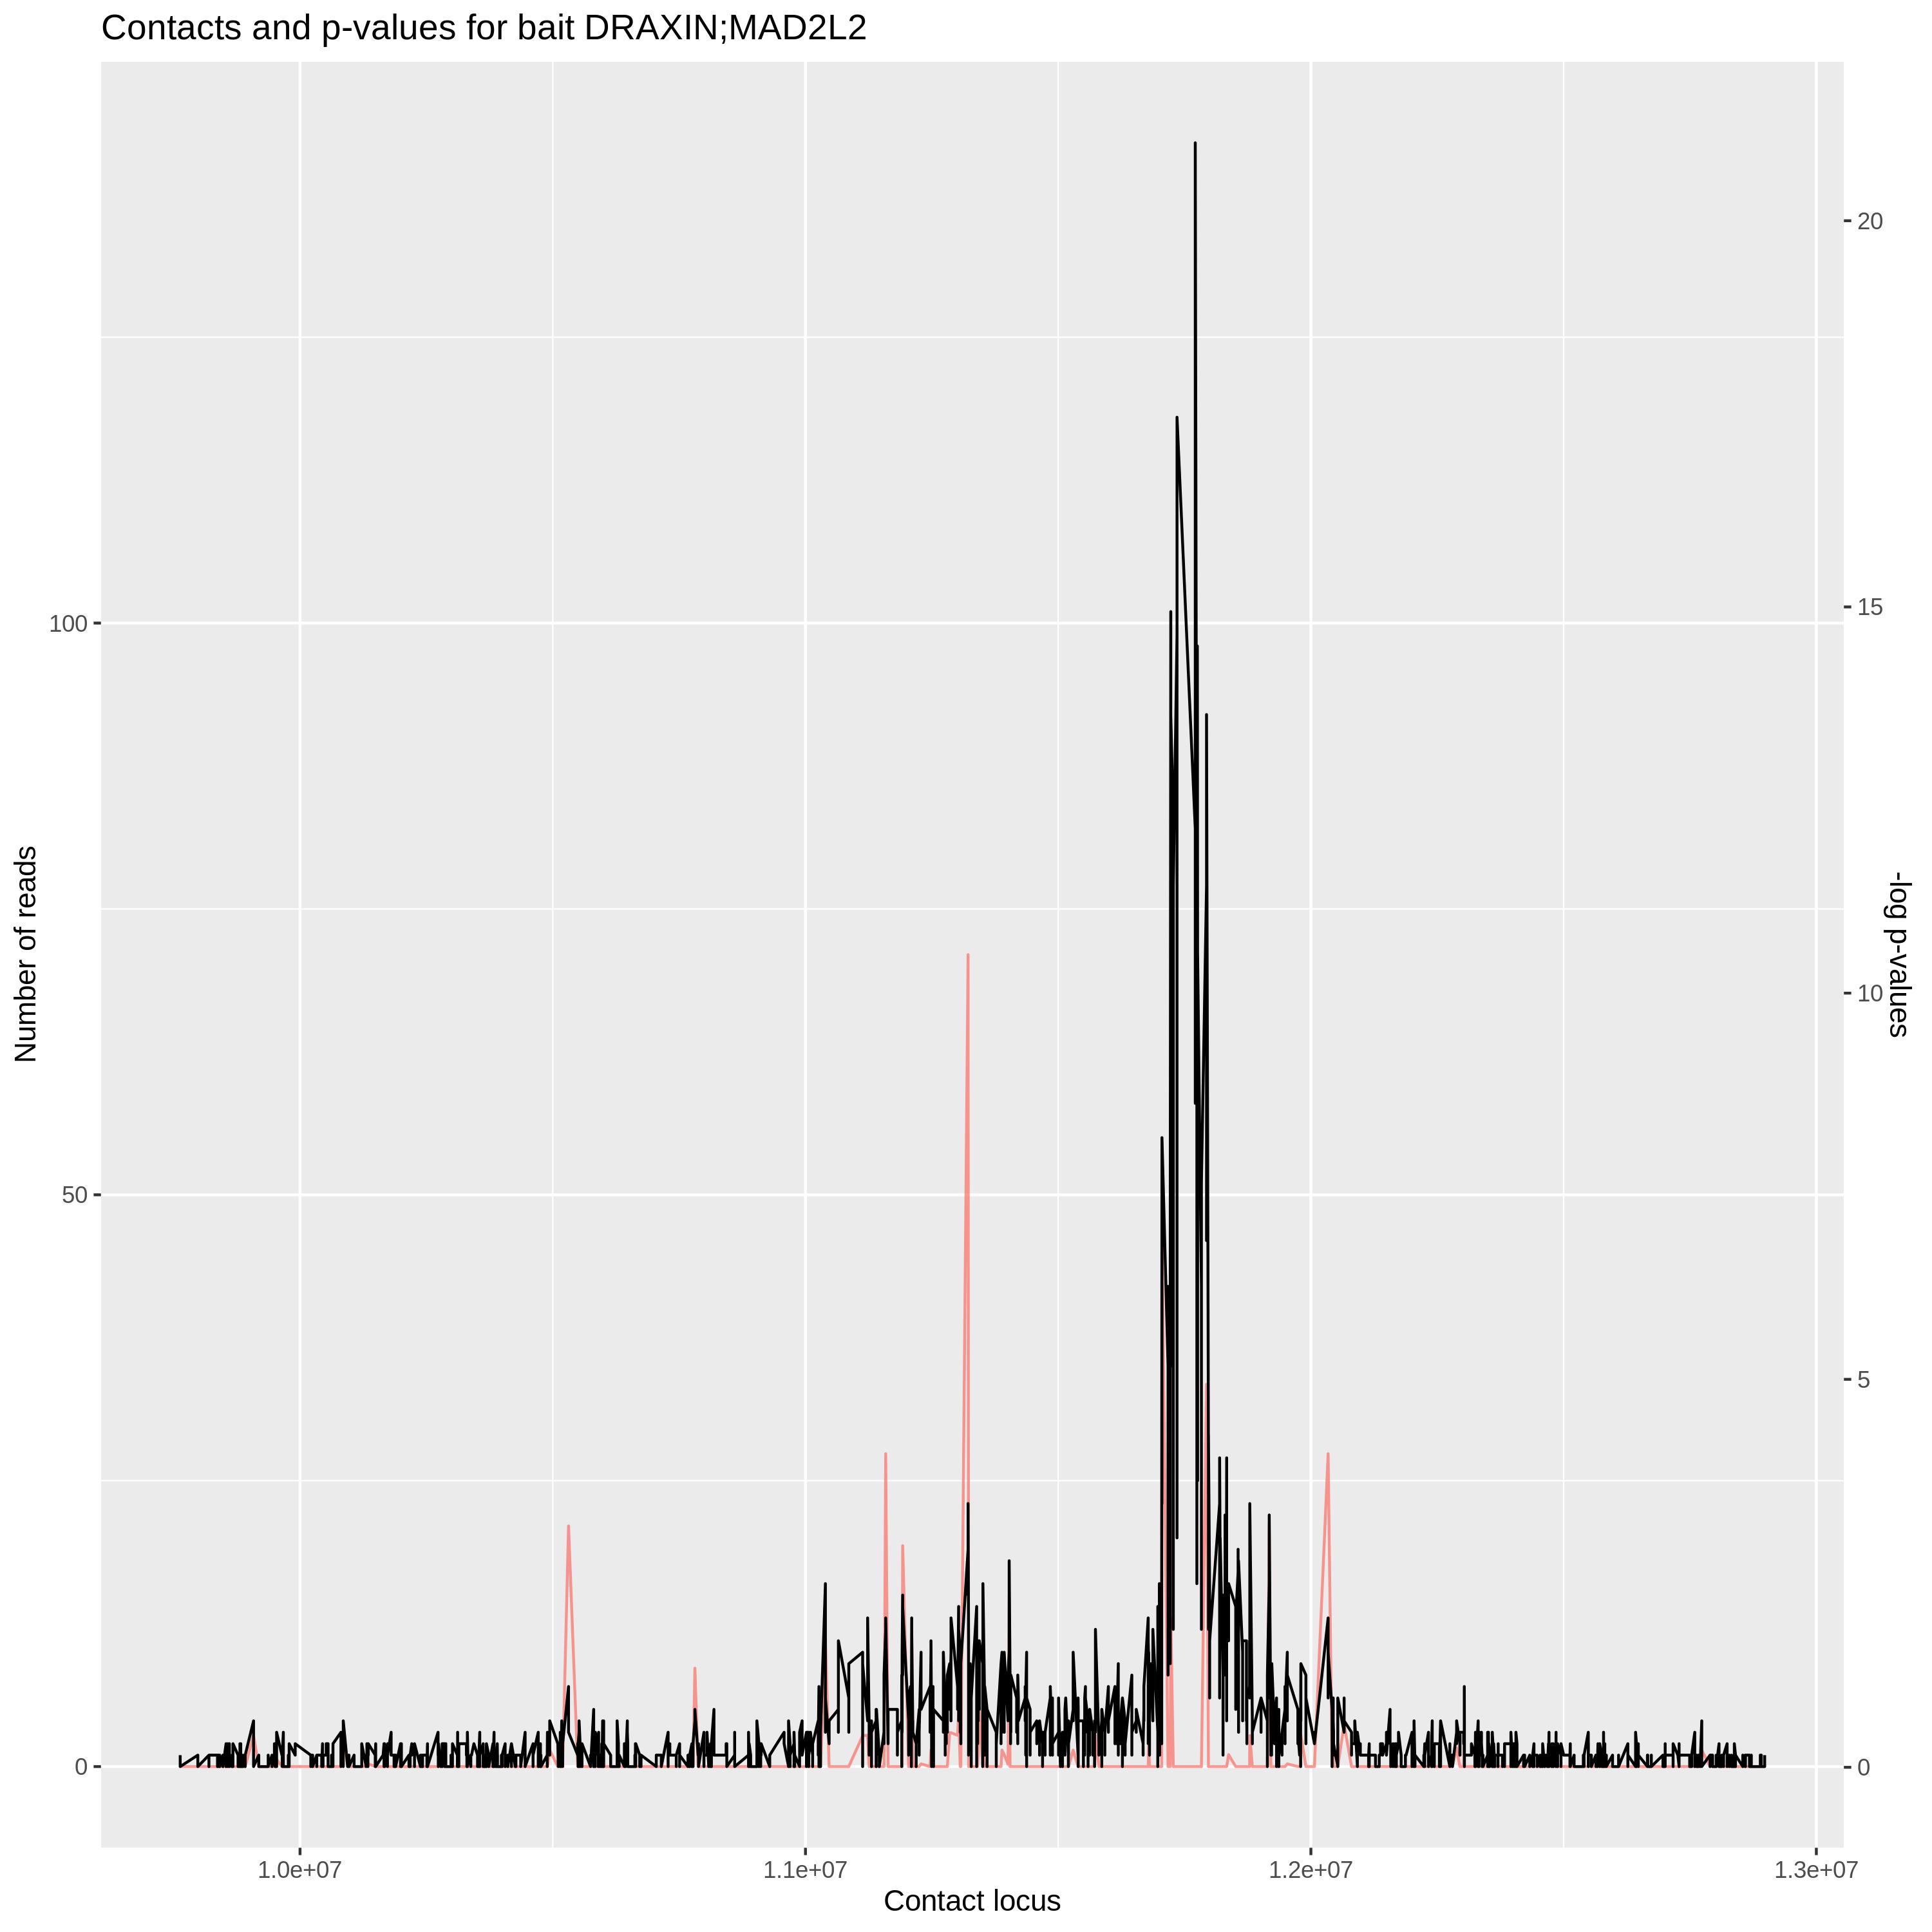 Contacts and p-values for bait DRAXIN;MAD2L2
Number of reads
100
50
0
20
15
10
5
0
-log p-values
1.0e+07
1.1e+07
1.2e+07
1.3e+07
Contact locus